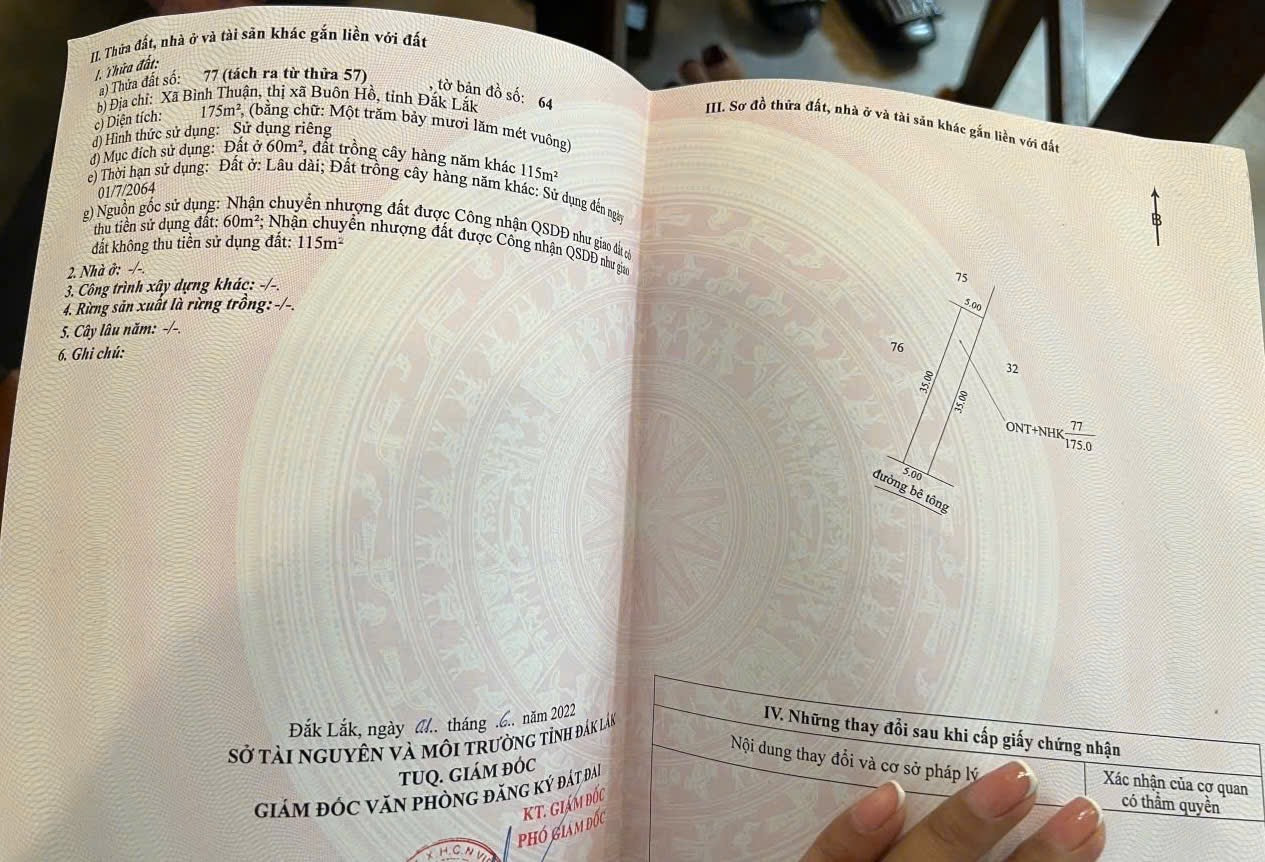 II. Thửa đất, nhà ở và tài sản khác gắn liền với đất
1. Thửa đất:
a) Thửa đất số: 77 (tách ra từ thửa 57) , tờ bản đồ số: 64
b) Địa chỉ: Xã Bình Thuận, thị xã Buôn Hồ, tỉnh Đắk Lắk
c) Diện tích: 175m², (bằng chữ: Một trăm bảy mươi lăm mét vuông)
d) Hình thức sử dụng: Sử dụng riêng
đ) Mục đích sử dụng: Đất ở 60m², đất trồng cây hàng năm khác 115m²
e) Thời hạn sử dụng: Đất ở: Lâu dài; Đất trồng cây hàng năm khác: Sử dụng đến ngày
01/7/2064
g) Nguồn gốc sử dụng: Nhận chuyển nhượng đất được Công nhận QSDĐ như giao đất có
thu tiền sử dụng đất: 60m²; Nhận chuyển nhượng đất được Công nhận QSDĐ như giao
đất không thu tiền sử dụng đất: 115m²
2. Nhà ở: -/-.
3. Công trình xây dựng khác: -/-.
4. Rừng sản xuất là rừng trồng: -/-.
5. Cây lâu năm: -/-.
6. Ghi chú:
Đắk Lắk, ngày 01.. tháng .6.. năm 2022
SỞ TÀI NGUYÊN VÀ MÔI TRƯỜNG TỈNH ĐẮK LẮK
TUQ. GIÁM ĐỐC
GIÁM ĐỐC VĂN PHÒNG ĐĂNG KÝ ĐẤT ĐAI
KT. GIÁM ĐỐC
PHÓ GIÁM ĐỐC
III. Sơ đồ thửa đất, nhà ở và tài sản khác gắn liền với đất
B
75
5.00
76
32
35.00
35.00
ONT+NHK 77
175.0
5.00
đường bê tông
IV. Những thay đổi sau khi cấp giấy chứng nhận
Nội dung thay đổi và cơ sở pháp lý
Xác nhận của cơ quan
có thẩm quyền